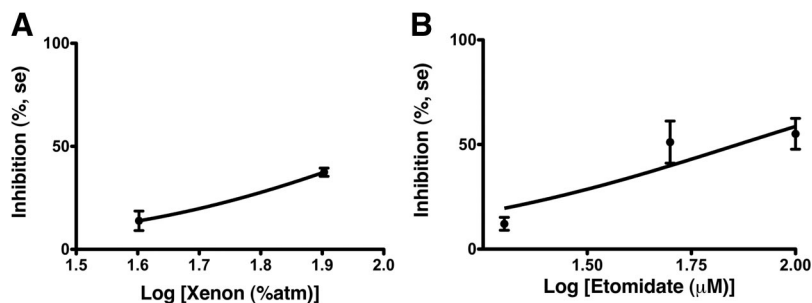 A
Inhibition (%, se)
100
50
0
1.5 1.6 1.7 1.8 1.9 2.0
Log [Xenon (%atm)]
B
Inhibition (%, se)
100
50
0
1.50 1.75 2.00
Log [Etomidate (μM)]